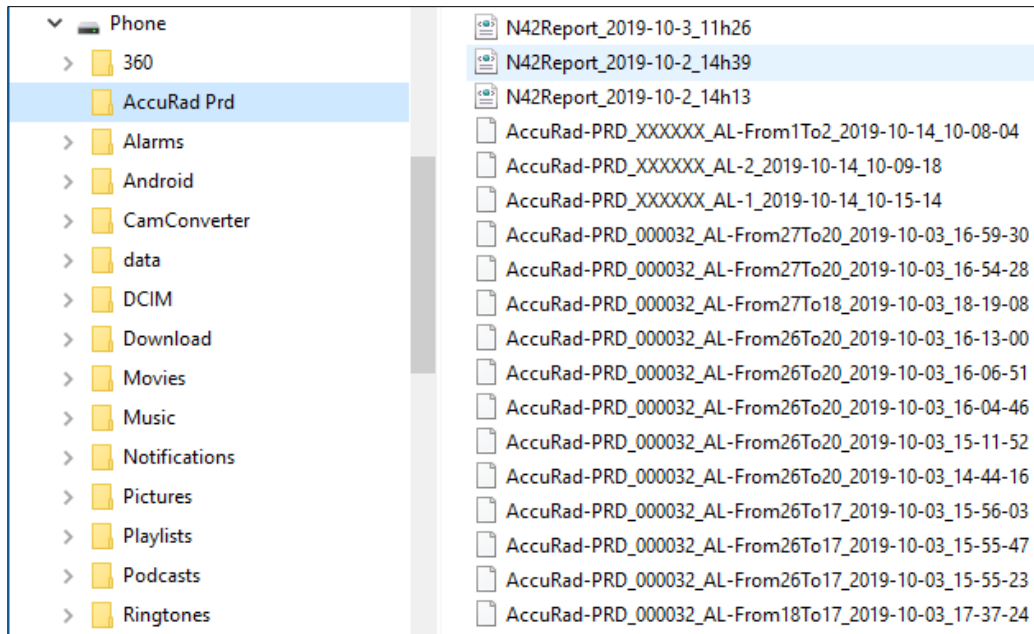 Phone
360
AccuRad Prd
Alarms
Android
CamConverter
data
DCIM
Download
Movies
Music
Notifications
Pictures
Playlists
Podcasts
Ringtones
N42Report_2019-10-3_11h26
N42Report_2019-10-2_14h39
N42Report_2019-10-2_14h13
AccuRad-PRD_XXXXXX_AL-From1To2_2019-10-14_10-08-04
AccuRad-PRD_XXXXXX_AL-2_2019-10-14_10-09-18
AccuRad-PRD_XXXXXX_AL-1_2019-10-14_10-15-14
AccuRad-PRD_000032_AL-From27To20_2019-10-03_16-59-30
AccuRad-PRD_000032_AL-From27To20_2019-10-03_16-54-28
AccuRad-PRD_000032_AL-From27To18_2019-10-03_18-19-08
AccuRad-PRD_000032_AL-From26To20_2019-10-03_16-13-00
AccuRad-PRD_000032_AL-From26To20_2019-10-03_16-06-51
AccuRad-PRD_000032_AL-From26To20_2019-10-03_16-04-46
AccuRad-PRD_000032_AL-From26To20_2019-10-03_15-11-52
AccuRad-PRD_000032_AL-From26To20_2019-10-03_14-44-16
AccuRad-PRD_000032_AL-From26To17_2019-10-03_15-56-03
AccuRad-PRD_000032_AL-From26To17_2019-10-03_15-55-47
AccuRad-PRD_000032_AL-From26To17_2019-10-03_15-55-23
AccuRad-PRD_000032_AL-From18To17_2019-10-03_17-37-24